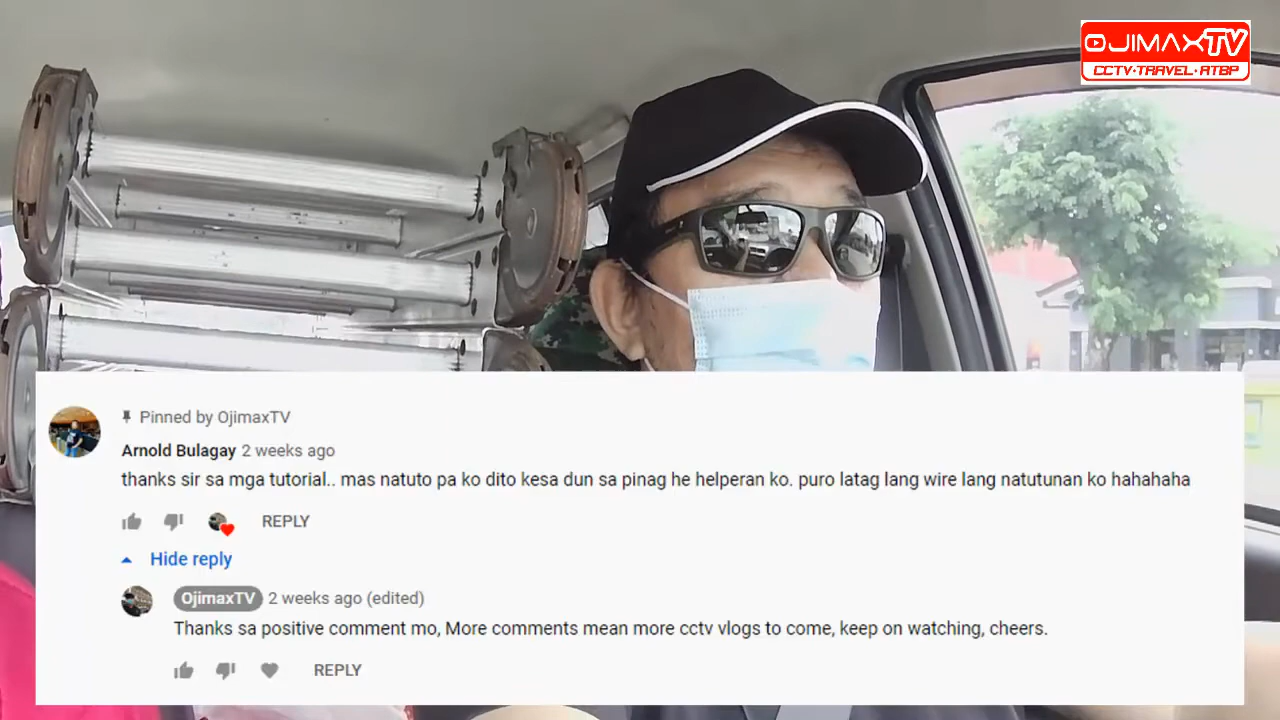 OJIMAXTV
CCTV•TRAVEL•ATBP
Pinned by OjimaxTV
Arnold Bulagay 2 weeks ago
thanks sir sa mga tutorial.. mas natuto pa ko dito kesa dun sa pinag he helperan ko. puro latag lang wire lang natutunan ko hahahaha
REPLY
Hide reply
OjimaxTV 2 weeks ago (edited)
Thanks sa positive comment mo, More comments mean more cctv vlogs to come, keep on watching, cheers.
REPLY